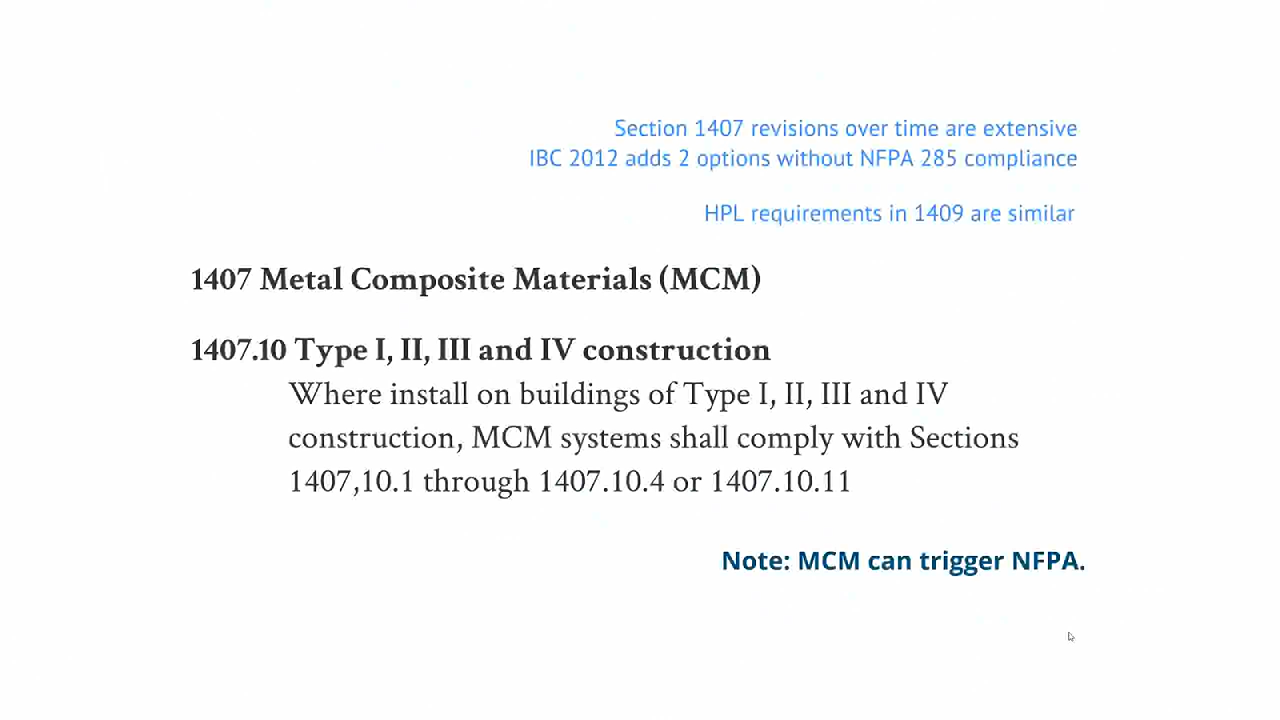 Section 1407 revisions over time are extensive
IBC 2012 adds 2 options without NFPA 285 compliance
HPL requirements in 1409 are similar
1407 Metal Composite Materials (MCM)
1407.10 Type I, II, III and IV construction
Where install on buildings of Type I, II, III and IV
construction, MCM systems shall comply with Sections
1407,10.1 through 1407.10.4 or 1407.10.11
Note: MCM can trigger NFPA.